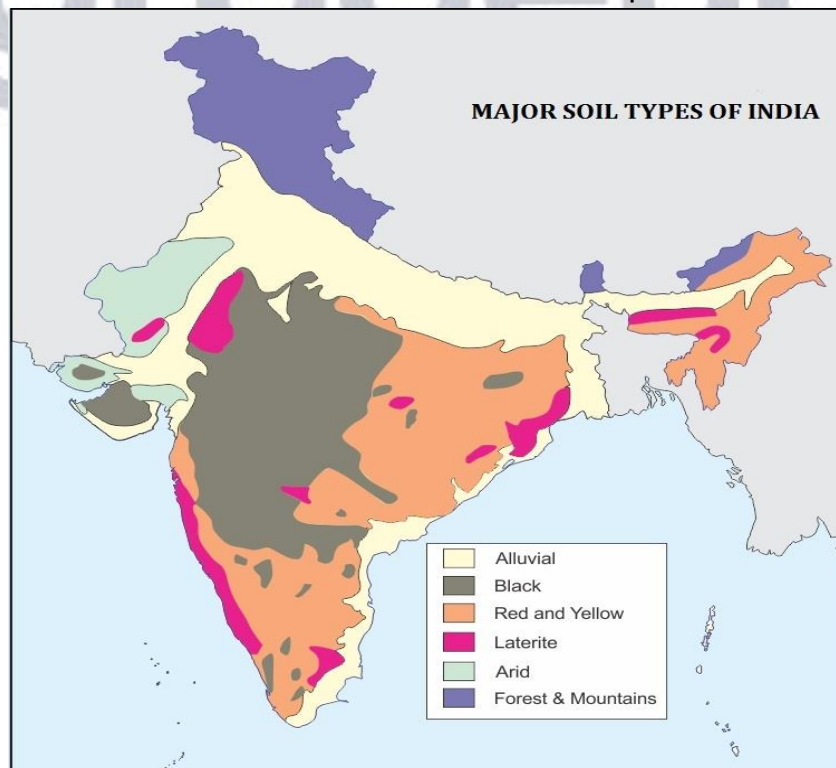 MAJOR SOIL TYPES OF INDIA
Alluvial
Black
Red and Yellow
Laterite
Arid
Forest & Mountains